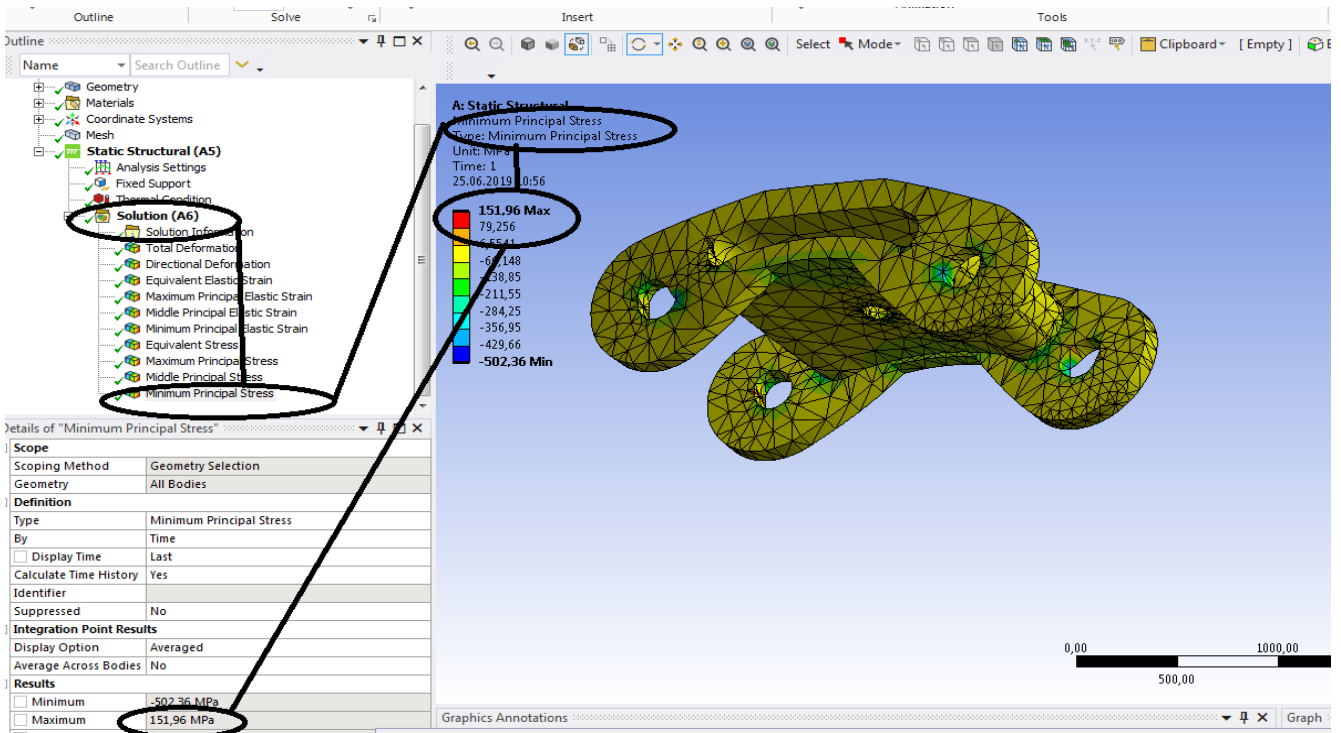 Outline
Solve
Insert
Tools
Outline
Name
Search Outline
Select
Mode
Clipboard
[ Empty ]
Geometry
Materials
Coordinate Systems
Mesh
Static Structural (A5)
Analysis Settings
Fixed Support
Thermal Condition
Solution (A6)
Solution Information
Total Deformation
Directional Deformation
Equivalent Elastic Strain
Maximum Principal Elastic Strain
Middle Principal Elastic Strain
Minimum Principal Elastic Strain
Equivalent Stress
Maximum Principal Stress
Middle Principal Stress
Minimum Principal Stress
A: Static Structural
Minimum Principal Stress
Type: Minimum Principal Stress
Unit: MPa
Time: 1
25.06.2019 10:56
151,96 Max
79,256
6,5541
-66,148
-138,85
-211,55
-284,25
-356,95
-429,66
-502,36 Min
0,00
1000,00
500,00
Details of "Minimum Principal Stress"
Scope
Scoping Method Geometry Selection
Geometry All Bodies
Definition
Type Minimum Principal Stress
By Time
Display Time Last
Calculate Time History Yes
Identifier
Suppressed No
Integration Point Results
Display Option Averaged
Average Across Bodies No
Results
Minimum -502,36 MPa
Maximum 151,96 MPa
Graphics Annotations
Graph